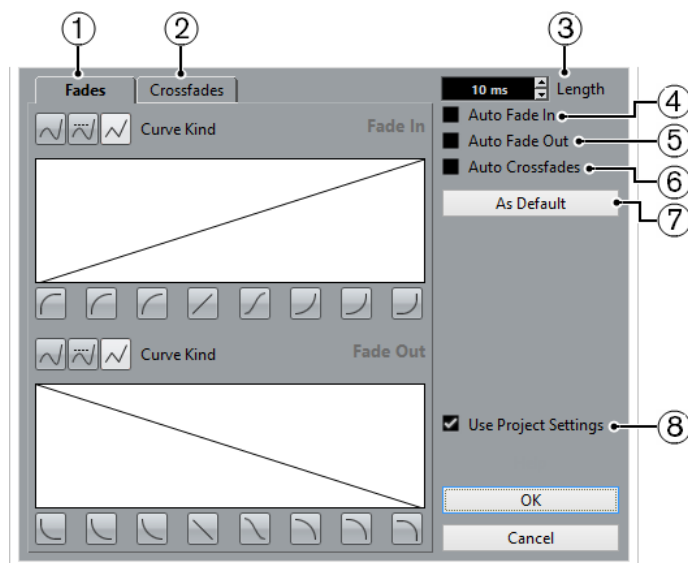 1
2
3
Fades
Crossfades
10 ms
Length
4
Auto Fade In
5
Auto Fade Out
6
Auto Crossfades
7
As Default
Curve Kind
Fade In
Curve Kind
Fade Out
Use Project Settings
8
OK
Cancel